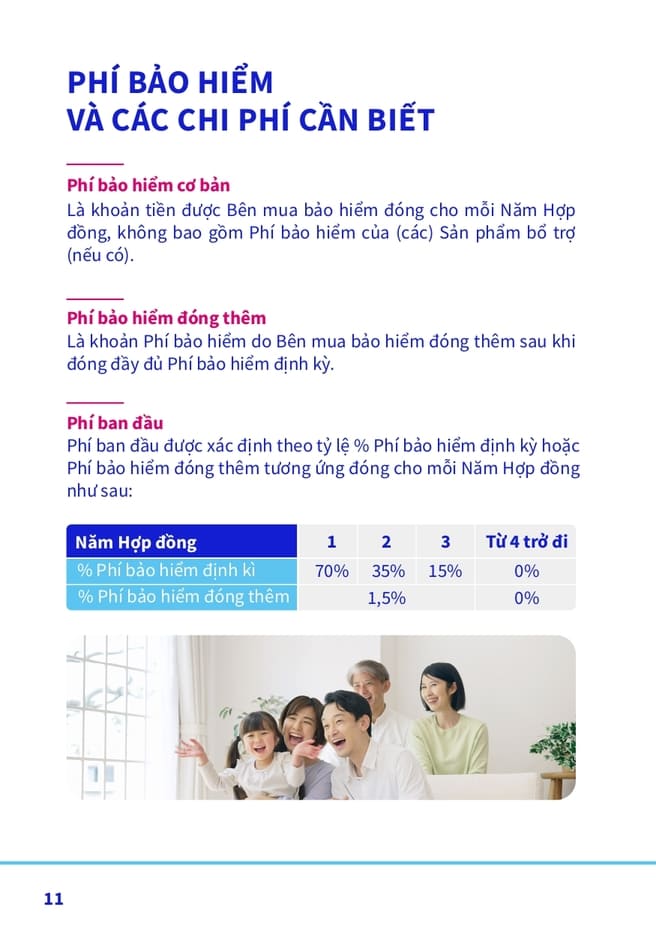 PHÍ BẢO HIỂM
VÀ CÁC CHI PHÍ CẦN BIẾT
Phí bảo hiểm cơ bản
Là khoản tiền được Bên mua bảo hiểm đóng cho mỗi Năm Hợp
đồng, không bao gồm Phí bảo hiểm của (các) Sản phẩm bổ trợ
(nếu có).
Phí bảo hiểm đóng thêm
Là khoản Phí bảo hiểm do Bên mua bảo hiểm đóng thêm sau khi
đóng đầy đủ Phí bảo hiểm định kỳ.
Phí ban đầu
Phí ban đầu được xác định theo tỷ lệ % Phí bảo hiểm định kỳ hoặc
Phí bảo hiểm đóng thêm tương ứng đóng cho mỗi Năm Hợp đồng
như sau:
Năm Hợp đồng 1 2 3 Từ 4 trở đi
% Phí bảo hiểm định kì 70% 35% 15% 0%
% Phí bảo hiểm đóng thêm 1,5% 0%
11